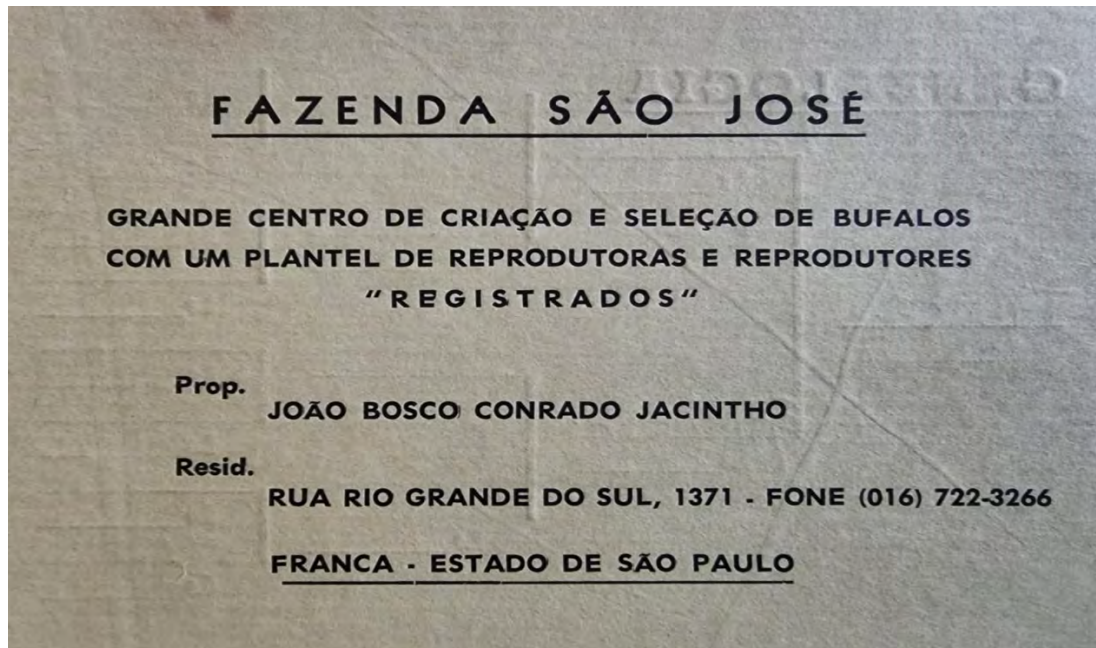 FAZENDA SÃO JOSÉ
GRANDE CENTRO DE CRIAÇÃO E SELEÇÃO DE BUFALOS
COM UM PLANTEL DE REPRODUTORAS E REPRODUTORES
"REGISTRADOS"
Prop.
JOÃO BOSCO CONRADO JACINTHO
Resid.
RUA RIO GRANDE DO SUL, 1371 - FONE (016) 722-3266
FRANCA - ESTADO DE SÃO PAULO